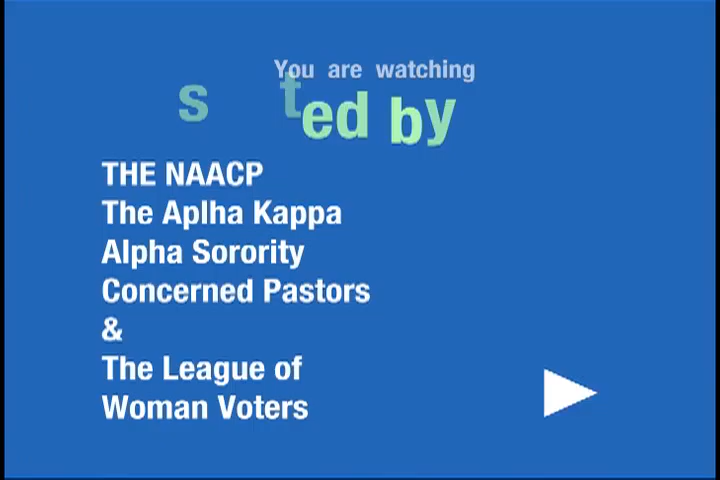 You are watching
s t ed by
THE NAACP
The Aplha Kappa
Alpha Sorority
Concerned Pastors
&
The League of
Woman Voters